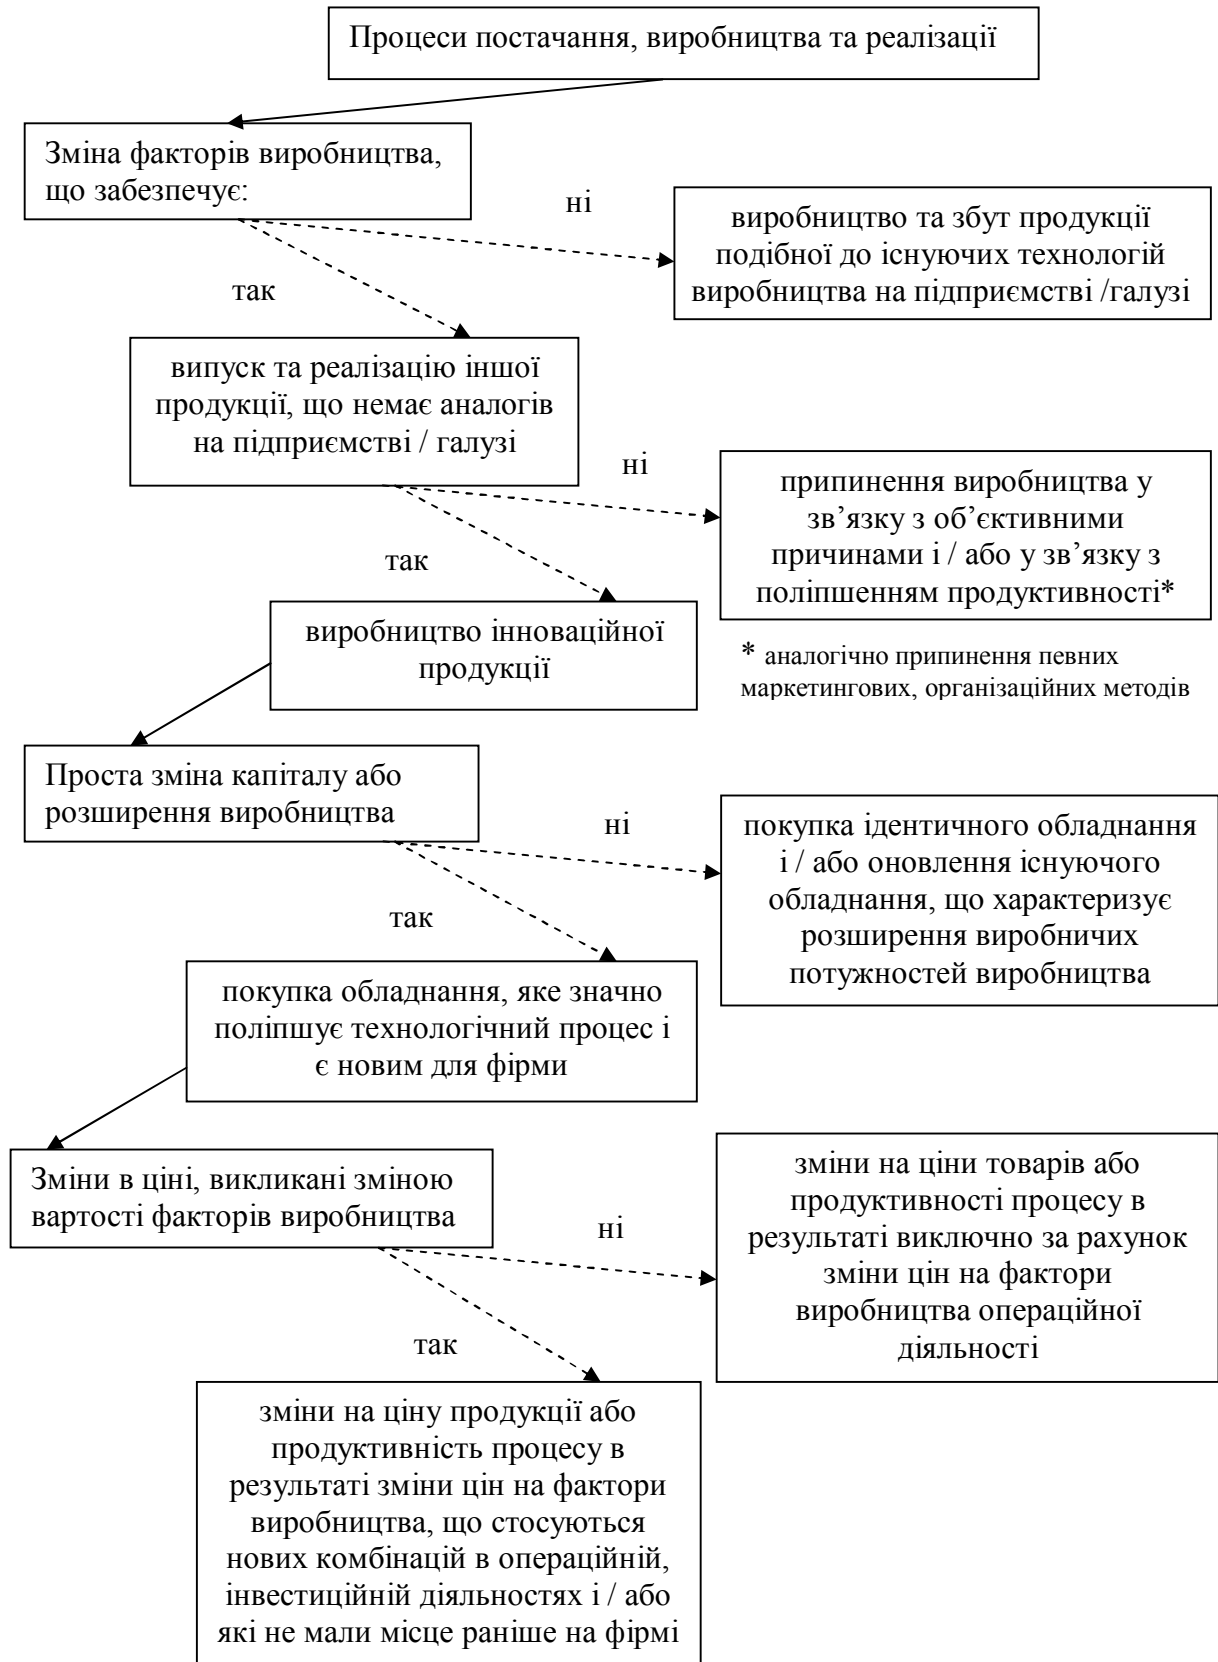 Процеси постачання, виробництва та реалізації
Зміна факторів виробництва,
що забезпечує:
ні
виробництво та збут продукції
подібної до існуючих технологій
виробництва на підприємстві /галузі
так
випуск та реалізацію іншої
продукції, що немає аналогів
на підприємстві / галузі
ні
припинення виробництва у
зв’язку з об’єктивними
причинами і / або у зв’язку з
поліпшенням продуктивності*
так
виробництво інноваційної
продукції
* аналогічно припинення певних
маркетингових, організаційних методів
Проста зміна капіталу або
розширення виробництва
ні
покупка ідентичного обладнання
і / або оновлення існуючого
обладнання, що характеризує
розширення виробничих
потужностей виробництва
так
покупка обладнання, яке значно
поліпшує технологічний процес і
є новим для фірми
Зміни в ціні, викликані зміною
вартості факторів виробництва
ні
зміни на ціни товарів або
продуктивності процесу в
результаті виключно за рахунок
зміни цін на фактори
виробництва операційної
діяльності
так
зміни на ціну продукції або
продуктивність процесу в
результаті зміни цін на фактори
виробництва, що стосуються
нових комбінацій в операційній,
інвестиційній діяльностях і / або
які не мали місце раніше на фірмі